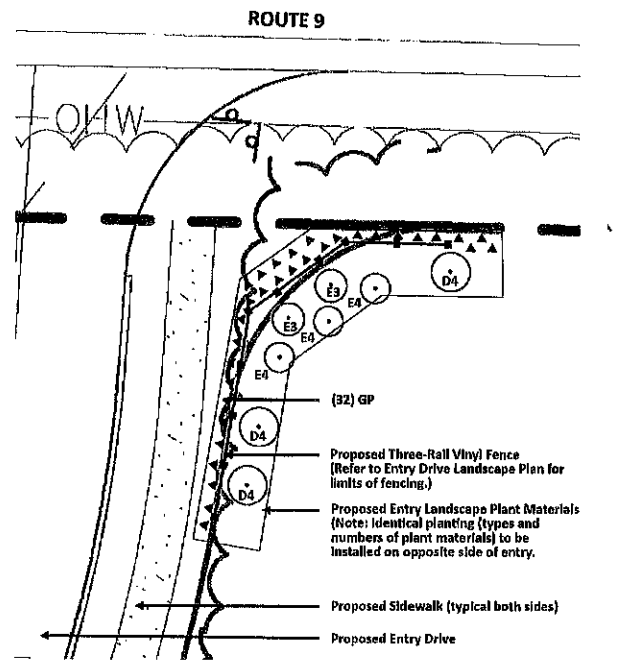 ROUTE 9
OHW
D4
E3
E4
E3
E4
E4
D4
D4
(32) GP
Proposed Three-Rail Vinyl Fence
(Refer to Entry Drive Landscape Plan for
limits of fencing.)
Proposed Entry Landscape Plant Materials
(Note: Identical planting (types and
numbers of plant materials) to be
installed on opposite side of entry.
Proposed Sidewalk (typical both sides)
Proposed Entry Drive